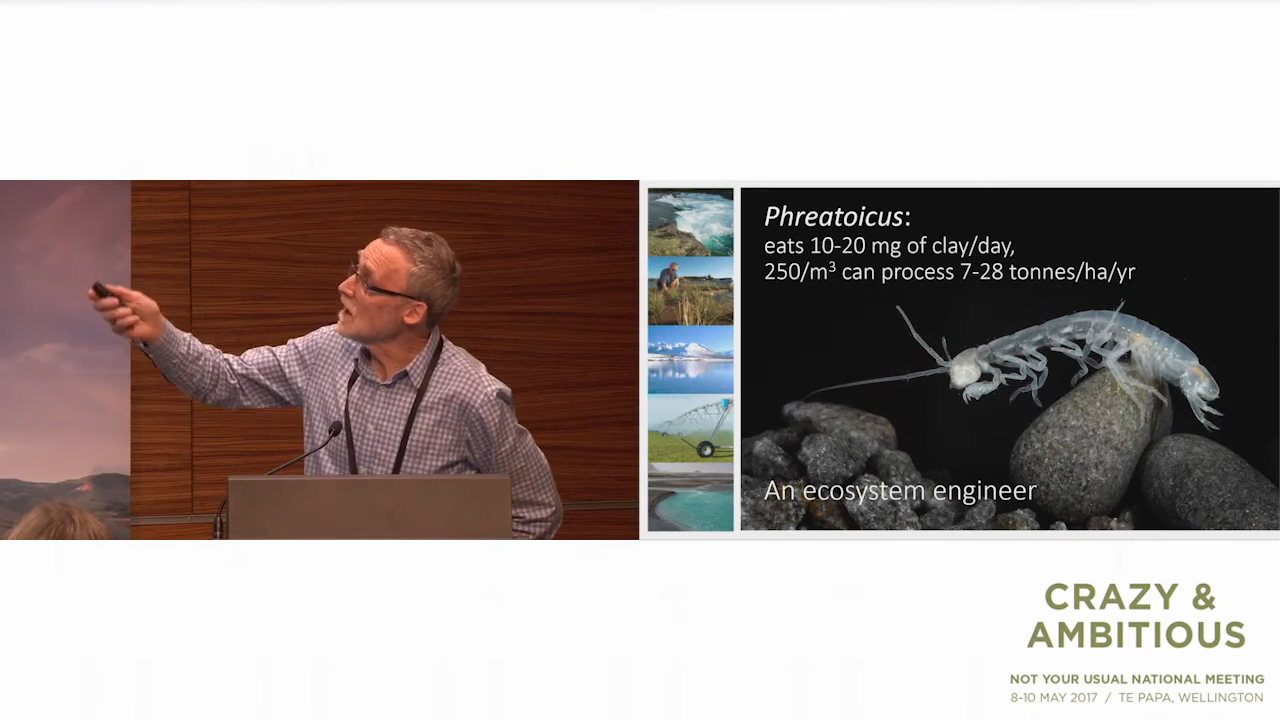 Phreatoicus:
eats 10-20 mg of clay/day,
250/m³ can process 7-28 tonnes/ha/yr
An ecosystem engineer
CRAZY &
AMBITIOUS
NOT YOUR USUAL NATIONAL MEETING
8-10 MAY 2017 / TE PAPA, WELLINGTON